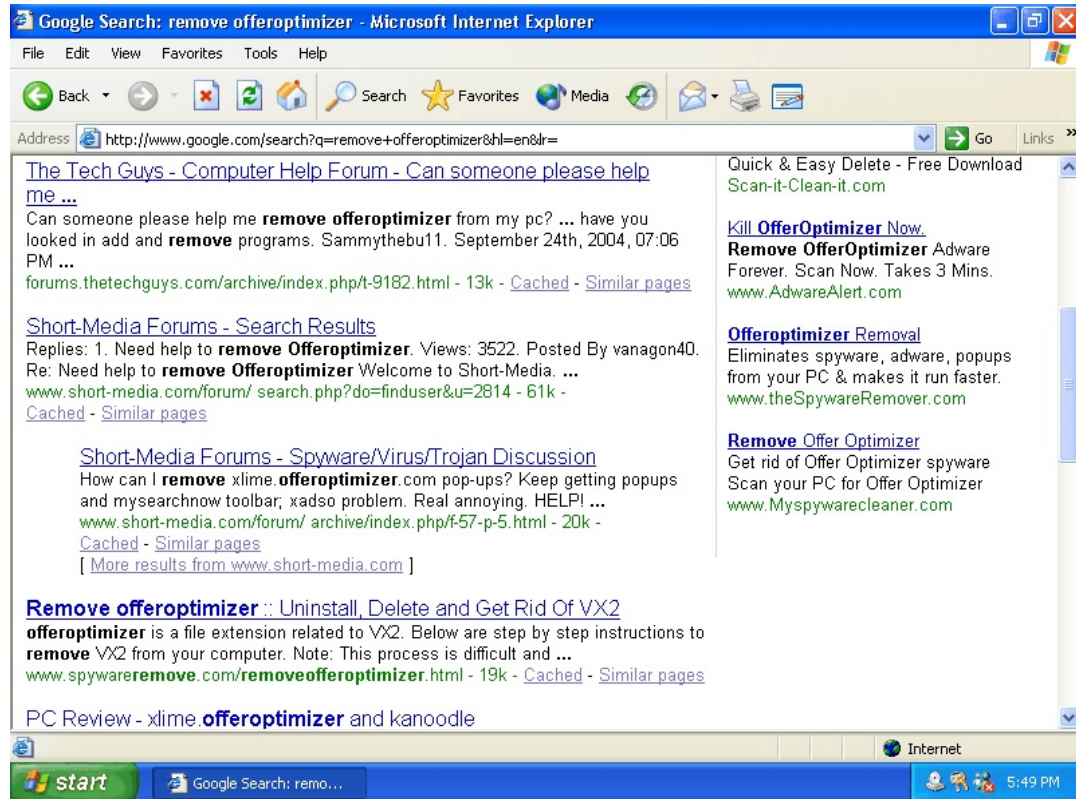 Google Search: remove offeroptimizer - Microsoft Internet Explorer
File Edit View Favorites Tools Help
Back Search Favorites Media
Address http://www.google.com/search?q=remove+offeroptimizer&hl=en&lr= Go Links »
The Tech Guys - Computer Help Forum - Can someone please help
me ...
Can someone please help me remove offeroptimizer from my pc? ... have you
looked in add and remove programs. Sammythebu11. September 24th, 2004, 07:06
PM ...
forums.thetechguys.com/archive/index.php/t-9182.html - 13k - Cached - Similar pages
Short-Media Forums - Search Results
Replies: 1. Need help to remove Offeroptimizer. Views: 3522. Posted By vanagon40.
Re: Need help to remove Offeroptimizer Welcome to Short-Media. ...
www.short-media.com/forum/ search.php?do=finduser&u=2814 - 61k -
Cached - Similar pages
Short-Media Forums - Spyware/Virus/Trojan Discussion
How can I remove xlime.offeroptimizer.com pop-ups? Keep getting popups
and mysearchnow toolbar; xadso problem. Real annoying. HELP! ...
www.short-media.com/forum/ archive/index.php/f-57-p-5.html - 20k -
Cached - Similar pages
[ More results from www.short-media.com ]
Remove offeroptimizer :: Uninstall, Delete and Get Rid Of VX2
offeroptimizer is a file extension related to VX2. Below are step by step instructions to
remove VX2 from your computer. Note: This process is difficult and ...
www.spywareremove.com/removeofferoptimizer.html - 19k - Cached - Similar pages
PC Review - xlime.offeroptimizer and kanoodle
Quick & Easy Delete - Free Download
Scan-it-Clean-it.com
Kill OfferOptimizer Now.
Remove OfferOptimizer Adware
Forever. Scan Now. Takes 3 Mins.
www.AdwareAlert.com
Offeroptimizer Removal
Eliminates spyware, adware, popups
from your PC & makes it run faster.
www.theSpywareRemover.com
Remove Offer Optimizer
Get rid of Offer Optimizer spyware
Scan your PC for Offer Optimizer
www.Myspywarecleaner.com
Internet
start Google Search: remo... 5:49 PM